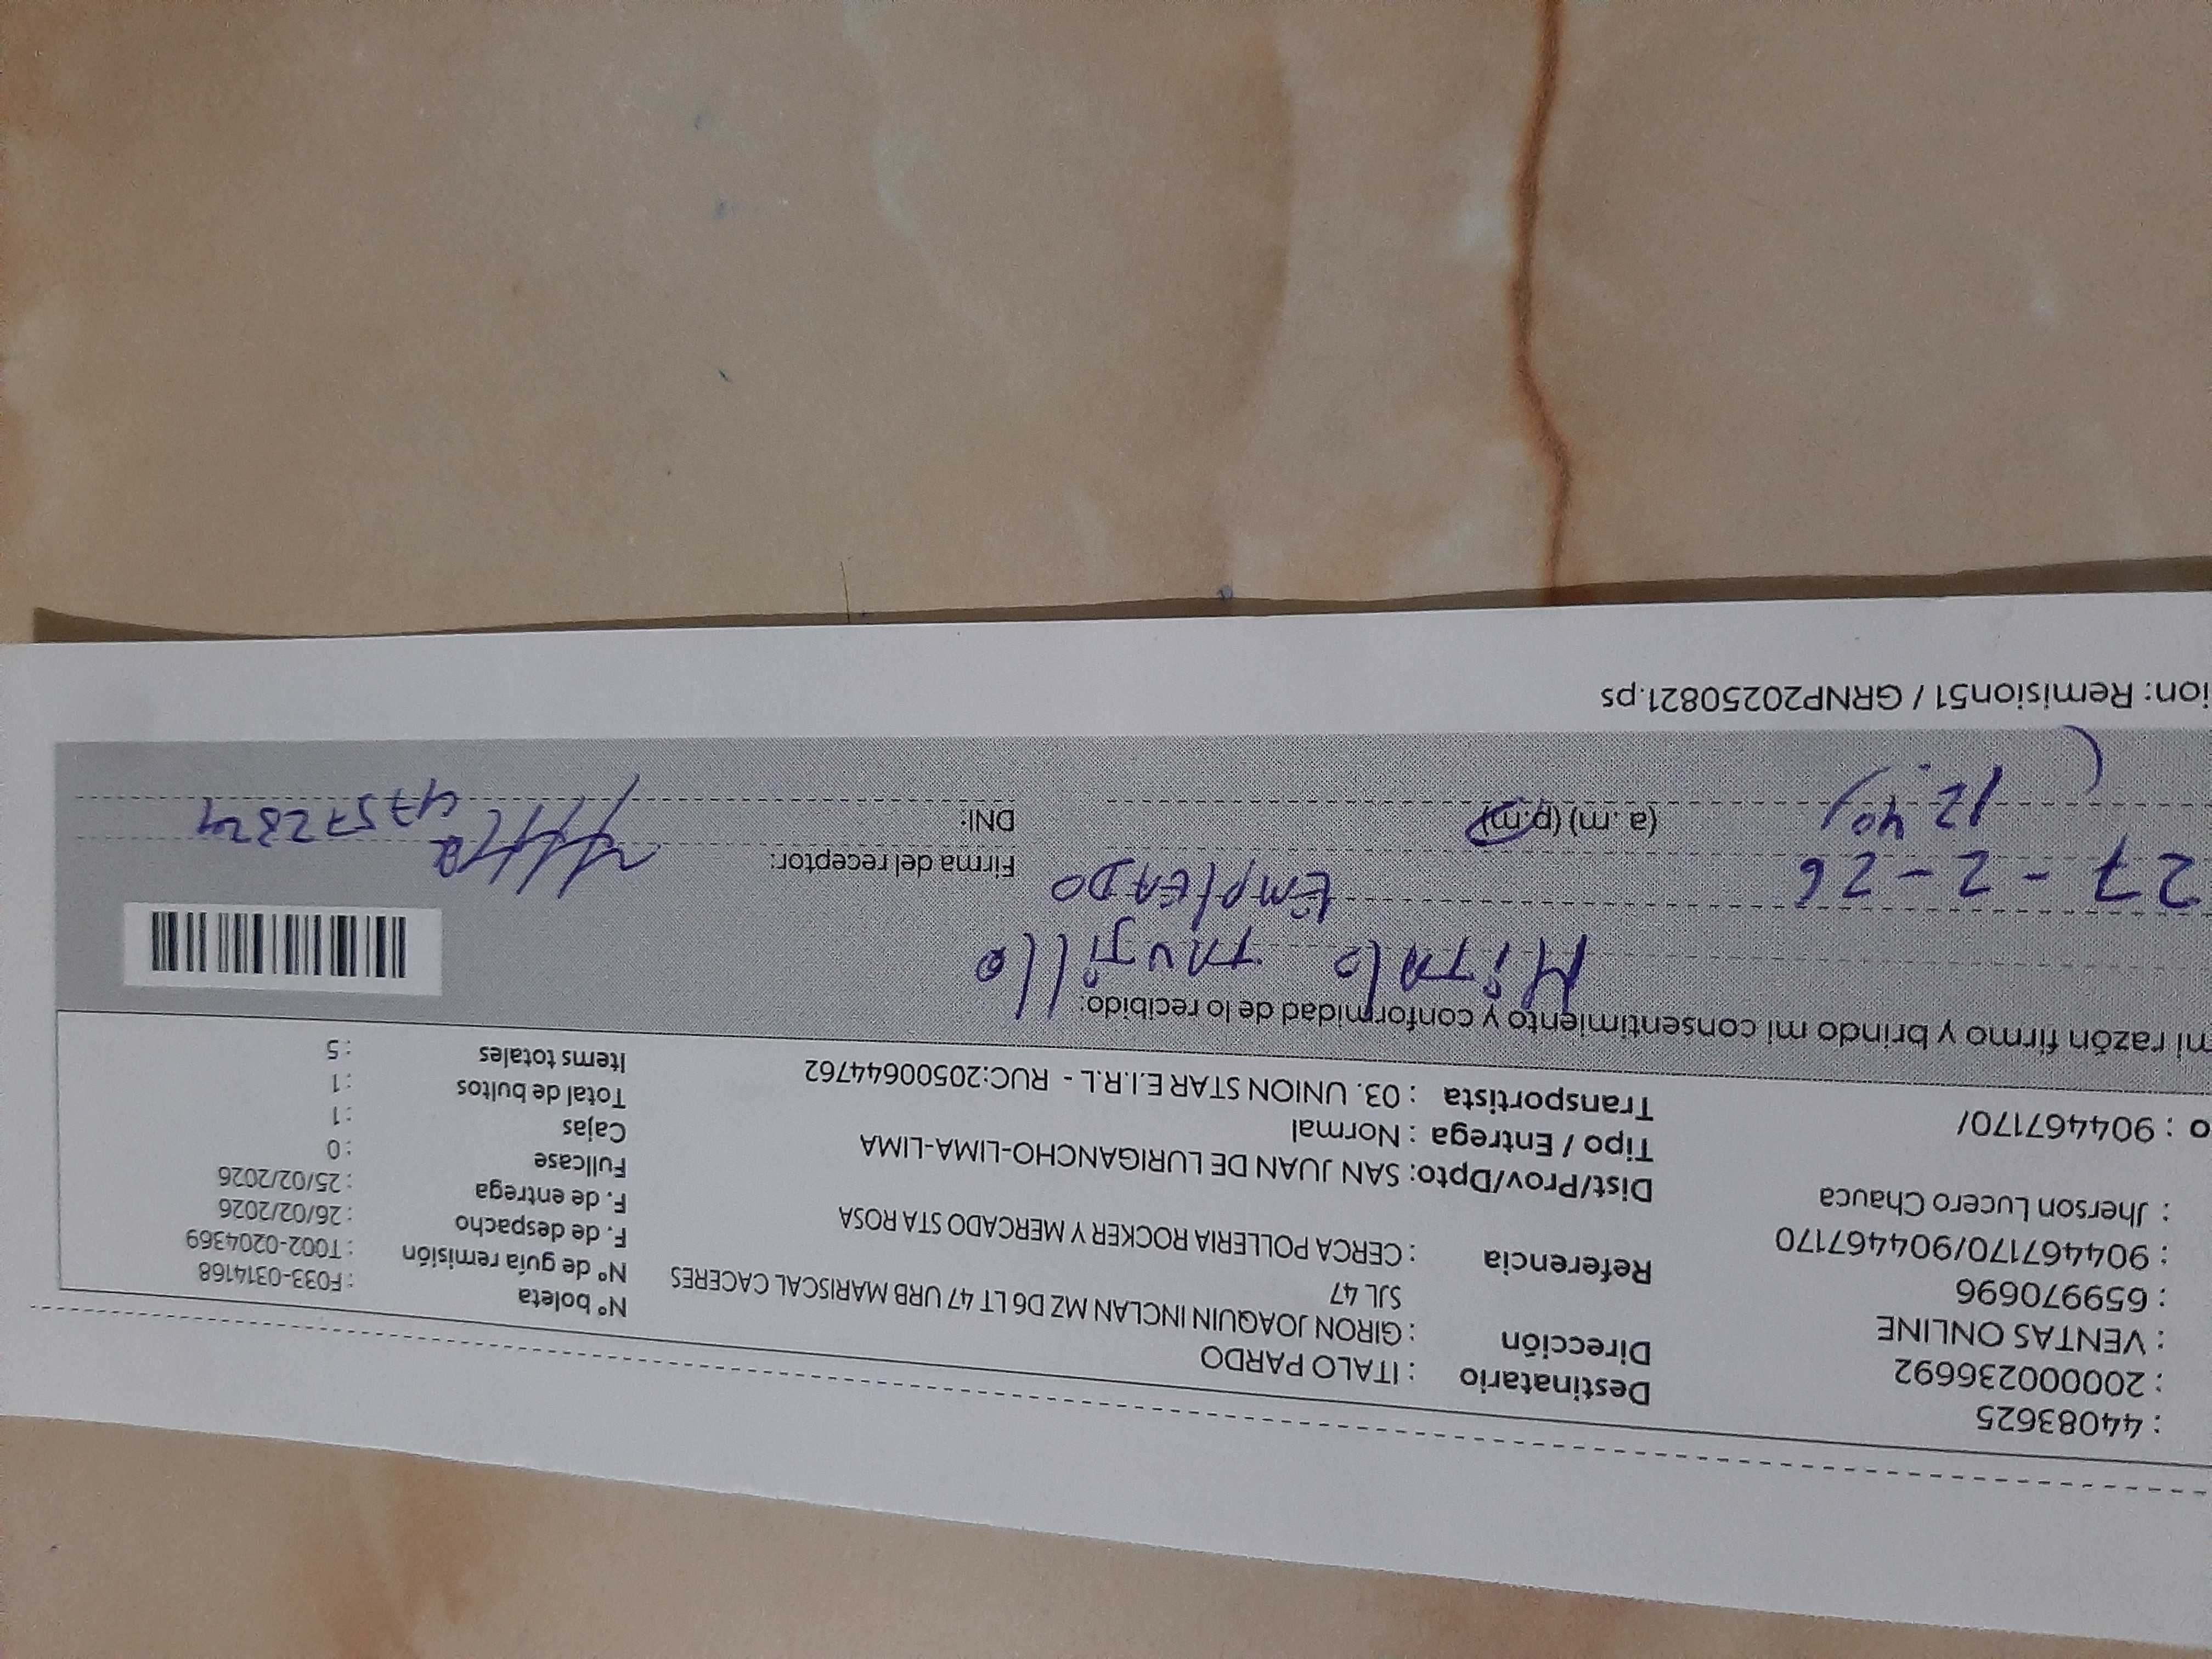 : 44083625
: 20000236692
: VENTAS ONLINE
: 659970696
: 904467170/904467170
: Jherson Lucero Chauca
o : 904467170/
Destinatario : ITALO PARDO
Dirección : GIRON JOAQUIN INCLAN MZ D6 LT 47 URB MARISCAL CACERES
SJL 47
Referencia : CERCA POLLERIA ROCKER Y MERCADO STA ROSA
Dist/Prov/Dpto: SAN JUAN DE LURIGANCHO-LIMA-LIMA
Tipo / Entrega : Normal
Transportista : 03. UNION STAR E.I.R.L - RUC:20500644762
N° boleta : F033-0314168
N° de guía remisión : T002-0204369
F. de despacho : 26/02/2026
F. de entrega : 25/02/2026
Fullcase : 0
Cajas : 1
Total de bultos : 1
Items totales : 5
mi razón firmo y brindo mi consentimiento y conformidad de lo recibido:
EMPLEADO
27-2-26
Firma del receptor:
12:40
(a.m) (p.m)
DNI:
ion: Remision51 / GRNP20250821.ps